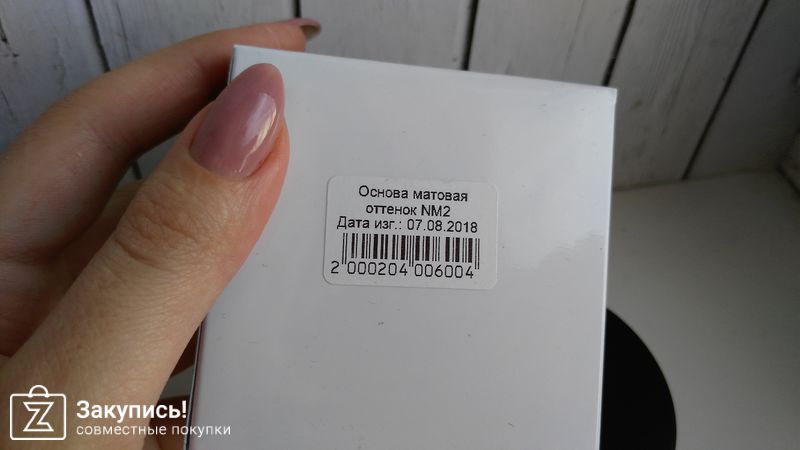 Основа матовая
оттенок NM2
Дата изг.: 07.08.2018
2 000204 006004
Z
Закупись!
совместные покупки